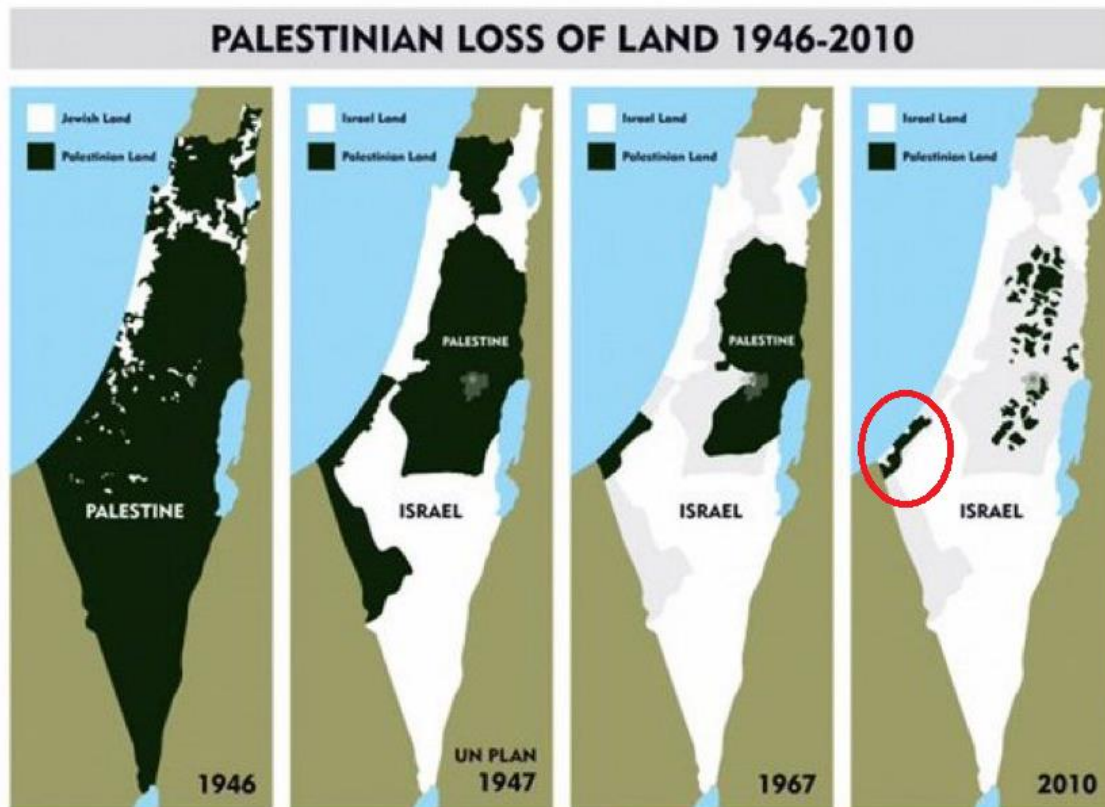 PALESTINIAN LOSS OF LAND 1946-2010
Jewish Land
Palestinian Land
PALESTINE
1946
Israel Land
Palestinian Land
PALESTINE
ISRAEL
UN PLAN
1947
Israel Land
Palestinian Land
PALESTINE
ISRAEL
1967
Israel Land
Palestinian Land
ISRAEL
2010